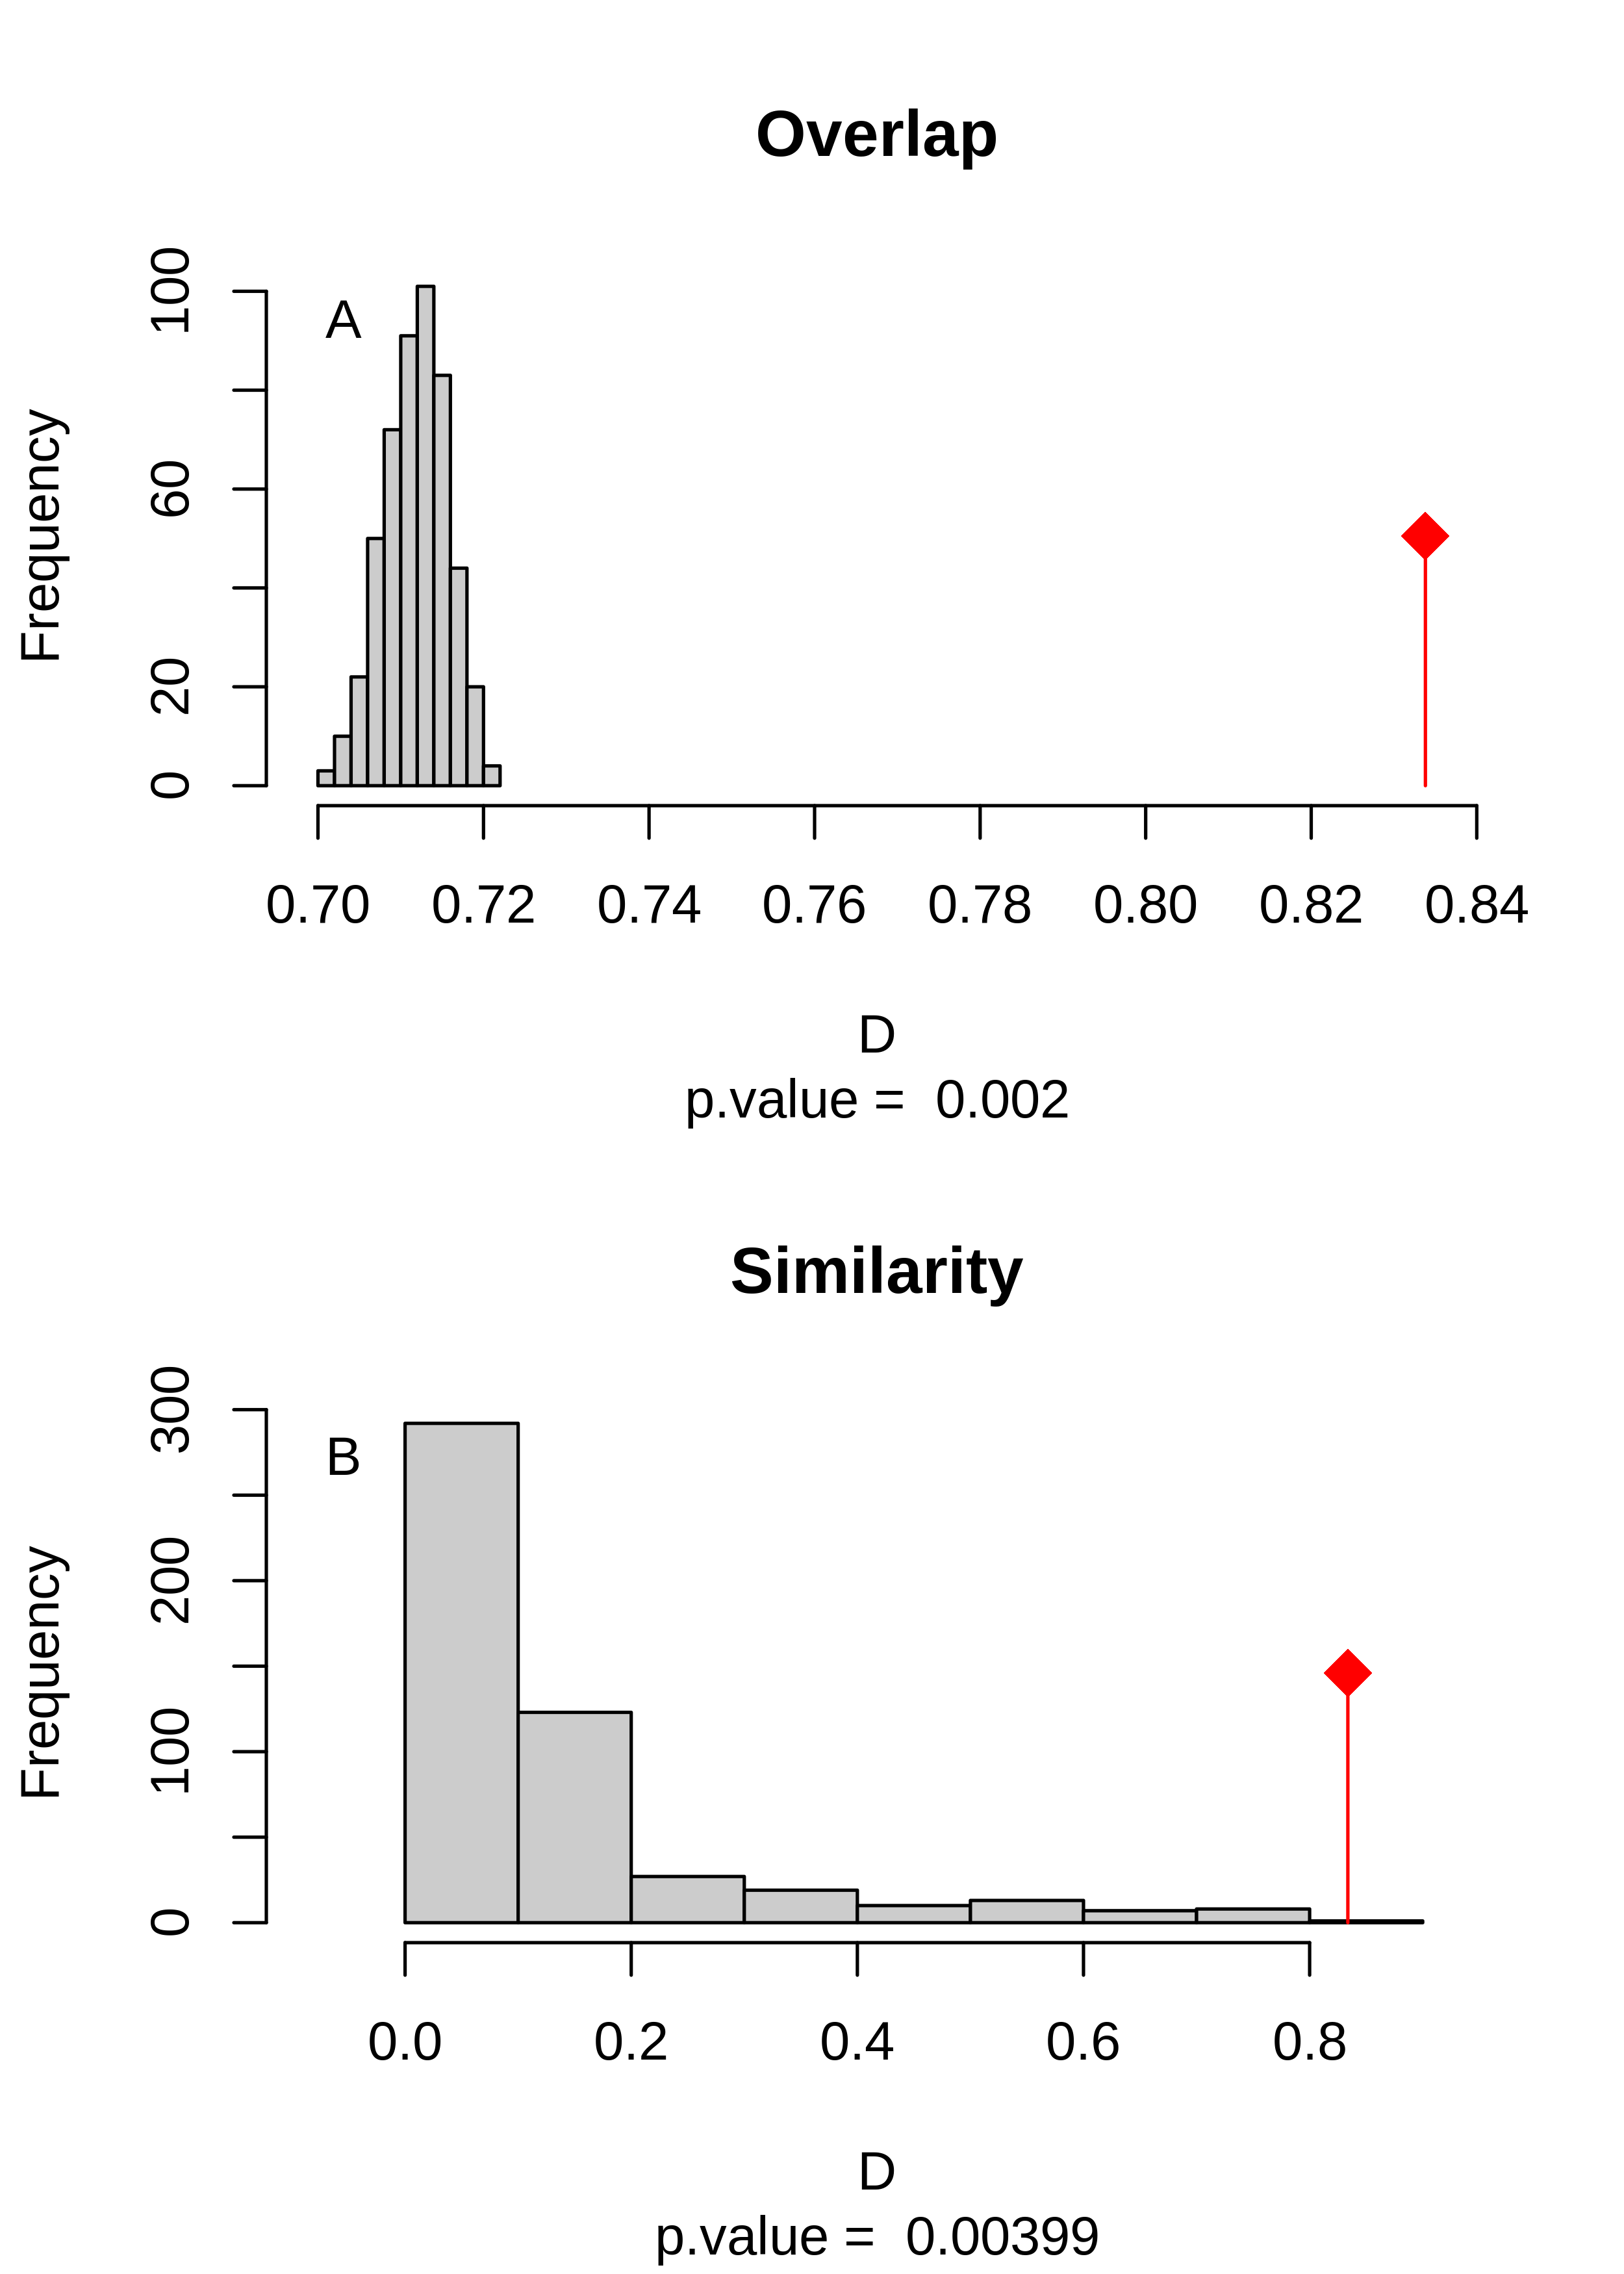 Overlap
A
Frequency
100
60
20
0
0.70 0.72 0.74 0.76 0.78 0.80 0.82 0.84
D
p.value = 0.002
Similarity
B
Frequency
300
200
100
0
0.0 0.2 0.4 0.6 0.8
D
p.value = 0.00399